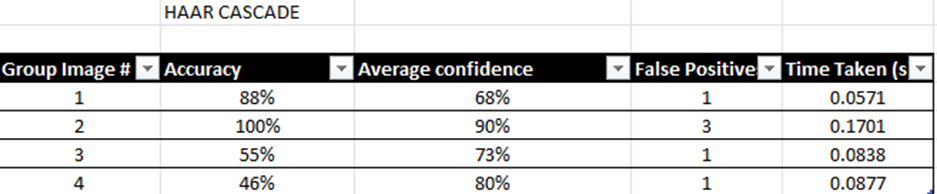 HAAR CASCADE
Group Image # Accuracy Average confidence False Positive Time Taken (s
1 88% 68% 1 0.0571
2 100% 90% 3 0.1701
3 55% 73% 1 0.0838
4 46% 80% 1 0.0877